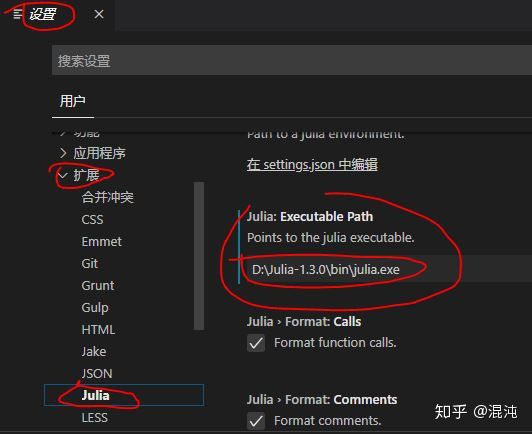 设置
搜索设置
用户
功能
应用程序
扩展
合并冲突
CSS
Emmet
Git
Grunt
Gulp
HTML
Jake
JSON
Julia
LESS
Path to a julia environment.
在 settings.json 中编辑
Julia: Executable Path
Points to the julia executable.
D:\Julia-1.3.0\bin\julia.exe
Julia › Format: Calls
Format function calls.
Julia › Format: Comments
Format comments.
知乎 @混沌